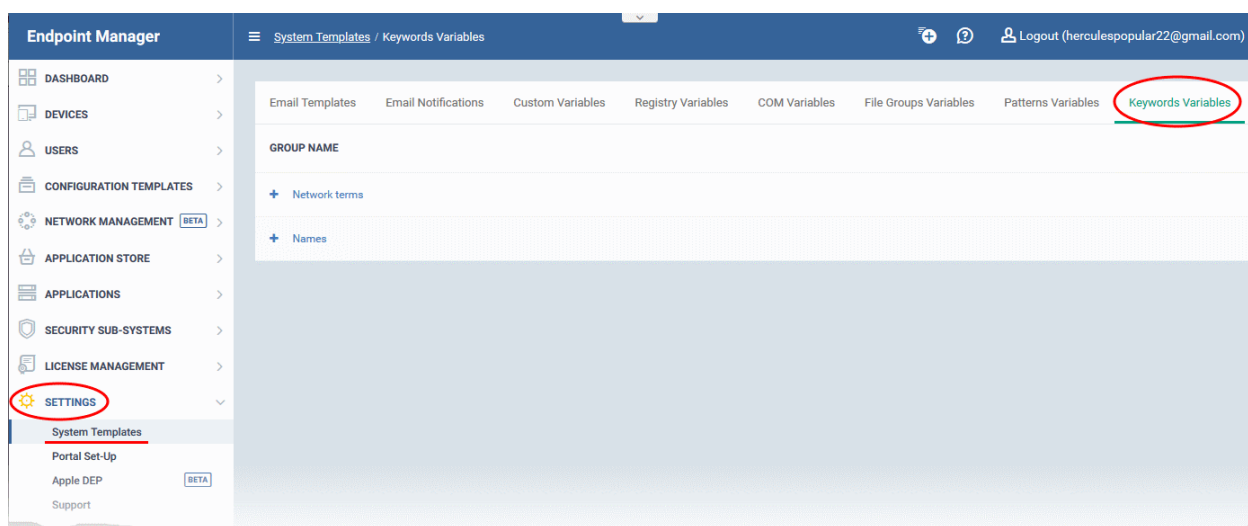 Endpoint Manager
System Templates / Keywords Variables
Logout (herculespopular22@gmail.com)
DASHBOARD
DEVICES
USERS
CONFIGURATION TEMPLATES
NETWORK MANAGEMENT BETA
APPLICATION STORE
APPLICATIONS
SECURITY SUB-SYSTEMS
LICENSE MANAGEMENT
SETTINGS
System Templates
Portal Set-Up
Apple DEP BETA
Support
Email Templates Email Notifications Custom Variables Registry Variables COM Variables File Groups Variables Patterns Variables Keywords Variables
GROUP NAME
+ Network terms
+ Names